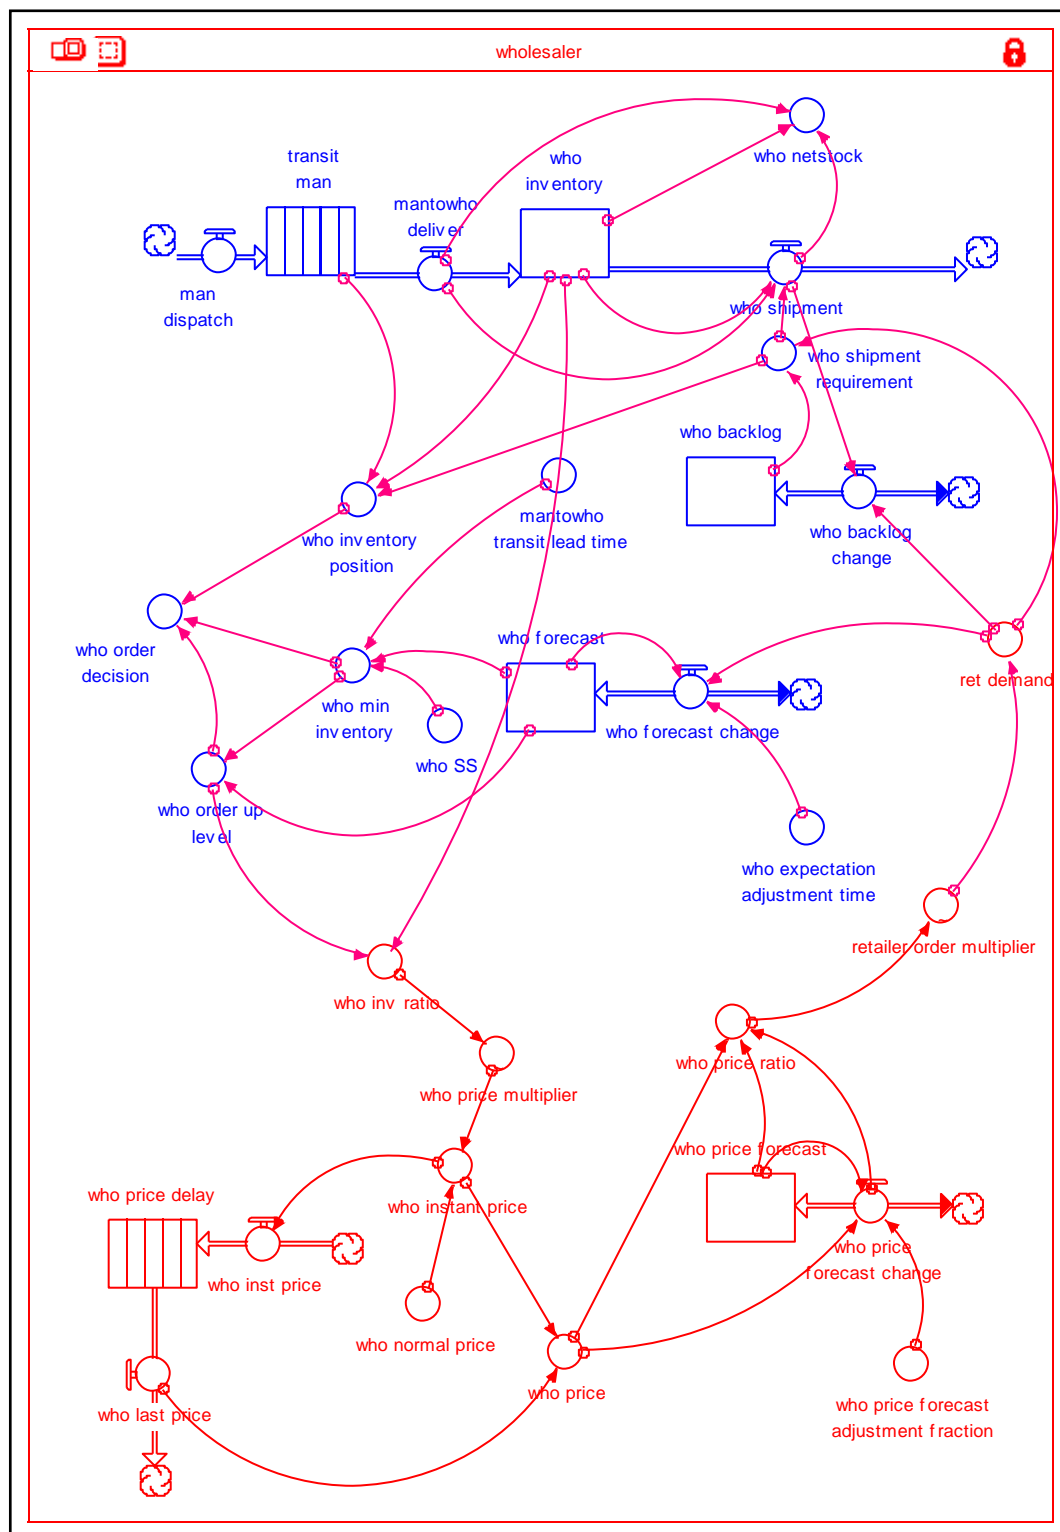 wholesaler
transit
man
who
inventory
who netstock
mantowho
deliver
man
dispatch
who shipment
who shipment
requirement
who backlog
mantowho
transit lead time
who inventory
position
who backlog
change
who order
decision
who forecast
ret demand
who min
inventory
who forecast change
who SS
who order up
level
who expectation
adjustment time
retailer order multiplier
who inv ratio
who price ratio
who price multiplier
who price forecast
who price delay
who instant price
who price
forecast change
who inst price
who normal price
who price
who last price
who price forecast
adjustment fraction